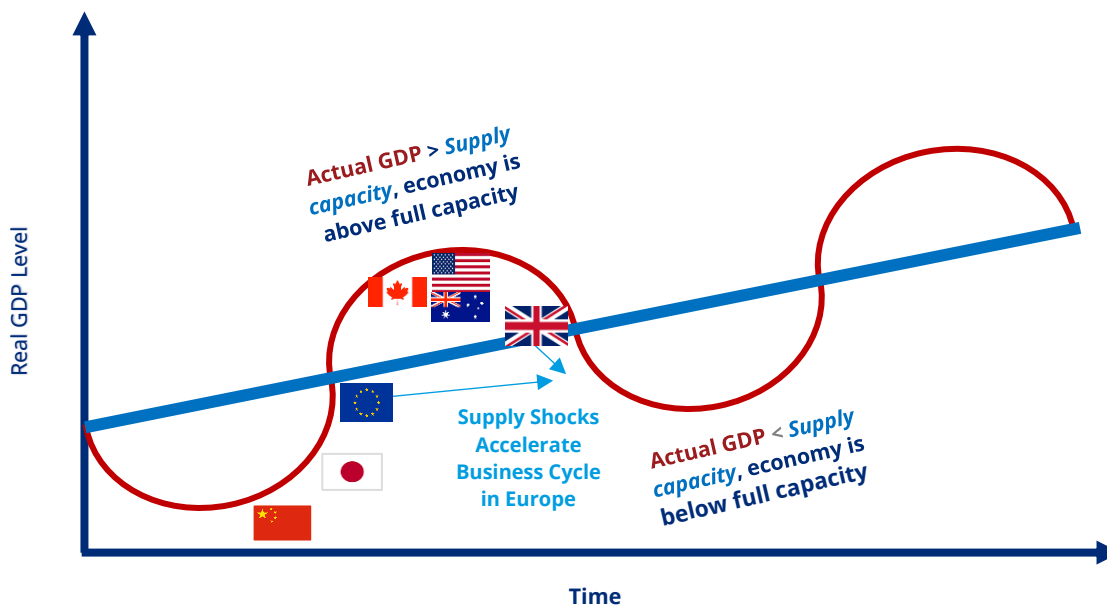 Actual GDP > Supply
capacity, economy is
above full capacity
Real GDP Level
Supply Shocks
Accelerate
Business Cycle
in Europe
Actual GDP < Supply
capacity, economy is
below full capacity
Time